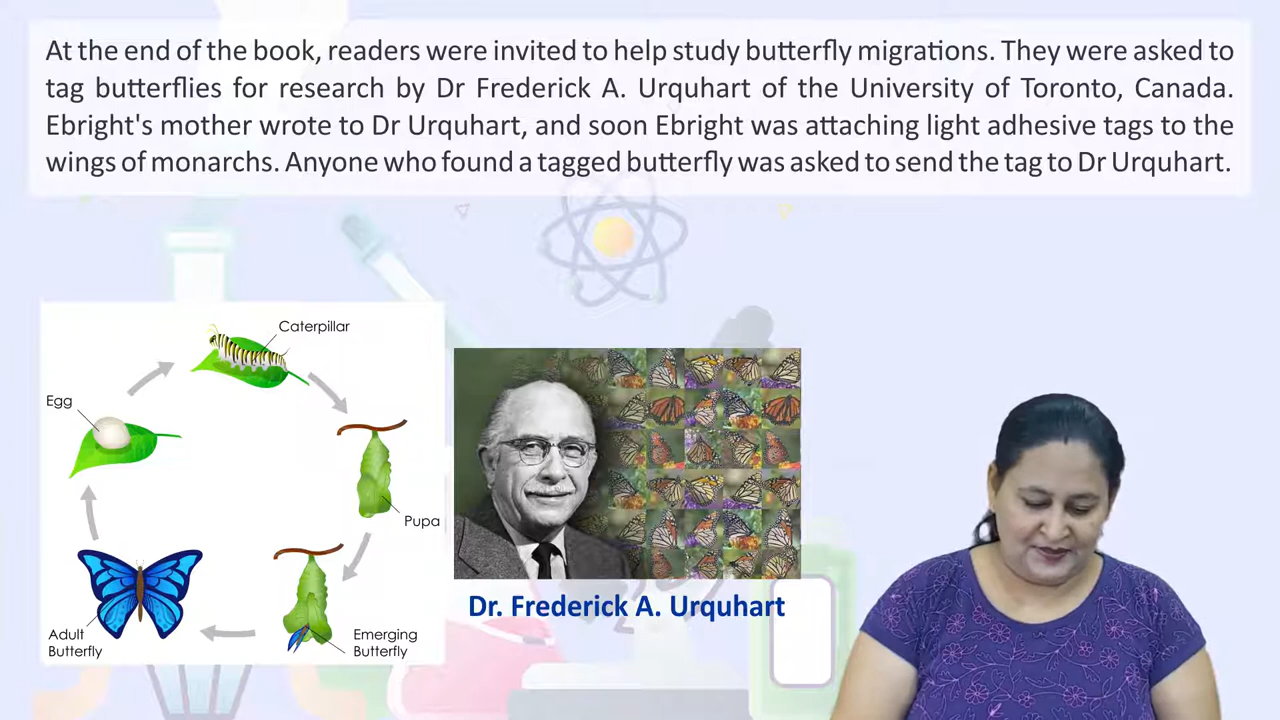 At the end of the book, readers were invited to help study butterfly migrations. They were asked to
tag butterflies for research by Dr Frederick A. Urquhart of the University of Toronto, Canada.
Ebright's mother wrote to Dr Urquhart, and soon Ebright was attaching light adhesive tags to the
wings of monarchs. Anyone who found a tagged butterfly was asked to send the tag to Dr Urquhart.
Caterpillar
Egg
Pupa
Adult
Butterfly
Emerging
Butterfly
Dr. Frederick A. Urquhart